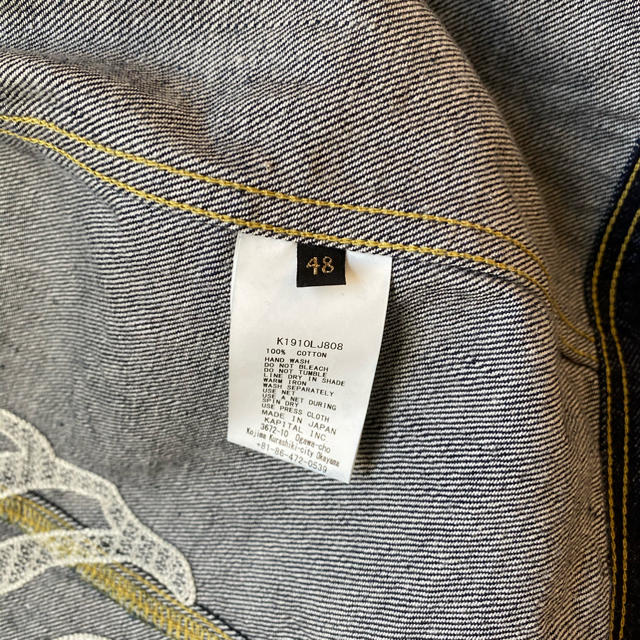 48
K1910LJ808
100% COTTON
HAND WASH
DO NOT BLEACH
DO NOT TUMBLE
LINE DRY IN SHADE
WARM IRON
WASH SEPARATELY
USE NET
USE A NET DURING
SPIN DRY
USE PRESS CLOTH
MADE IN JAPAN
KAPITAL INC.
3672-10 Ogawa-cho
Kojima Kurashiki-city Okayama
+81-86-472-0539